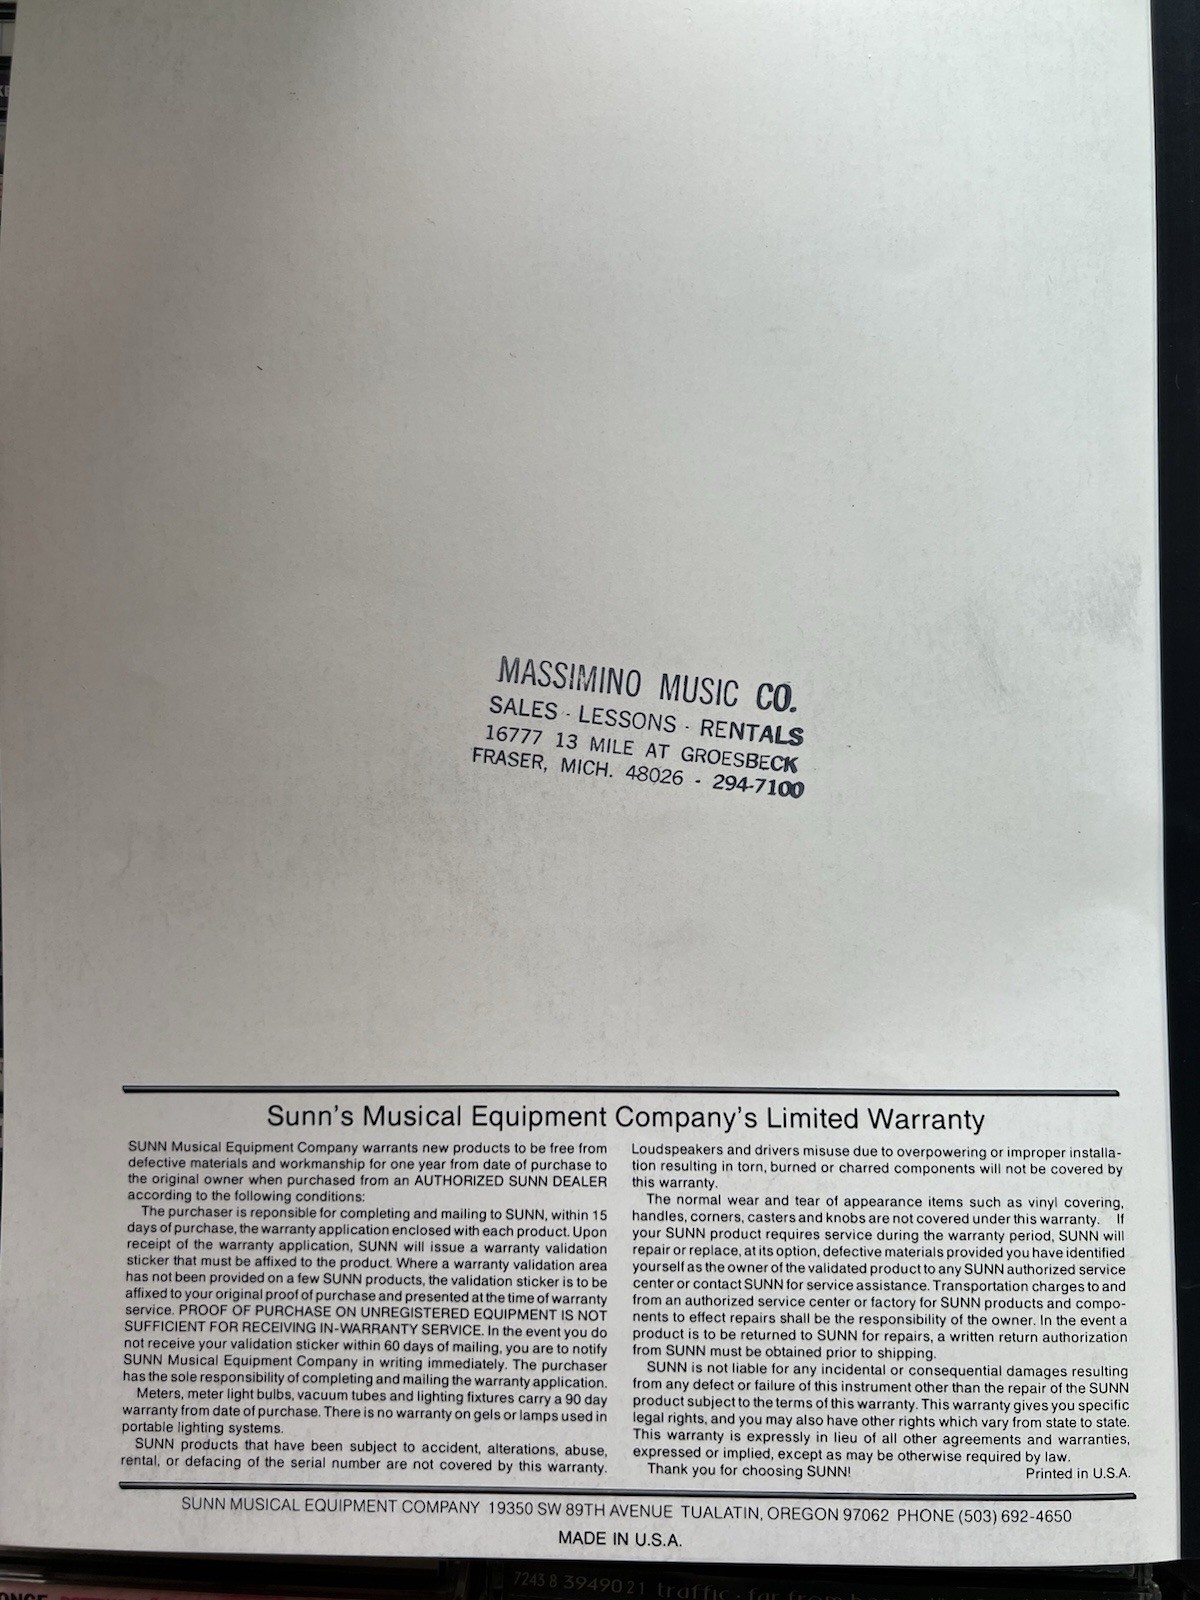 MASSIMINO MUSIC CO.
SALES - LESSONS - RENTALS
16777 13 MILE AT GROESBECK
FRASER, MICH. 48026 - 294-7100
Sunn's Musical Equipment Company's Limited Warranty
SUNN Musical Equipment Company warrants new products to be free from
defective materials and workmanship for one year from date of purchase to
the original owner when purchased from an AUTHORIZED SUNN DEALER
according to the following conditions:
The purchaser is reponsible for completing and mailing to SUNN, within 15
days of purchase, the warranty application enclosed with each product. Upon
receipt of the warranty application, SUNN will issue a warranty validation
sticker that must be affixed to the product. Where a warranty validation area
has not been provided on a few SUNN products, the validation sticker is to be
affixed to your original proof of purchase and presented at the time of warranty
service. PROOF OF PURCHASE ON UNREGISTERED EQUIPMENT IS NOT
SUFFICIENT FOR RECEIVING IN-WARRANTY SERVICE. In the event you do
not receive your validation sticker within 60 days of mailing, you are to notify
SUNN Musical Equipment Company in writing immediately. The purchaser
has the sole responsibility of completing and mailing the warranty application.
Meters, meter light bulbs, vacuum tubes and lighting fixtures carry a 90 day
warranty from date of purchase. There is no warranty on gels or lamps used in
portable lighting systems.
SUNN products that have been subject to accident, alterations, abuse,
rental, or defacing of the serial number are not covered by this warranty.
Loudspeakers and drivers misuse due to overpowering or improper installa-
tion resulting in torn, burned or charred components will not be covered by
this warranty.
The normal wear and tear of appearance items such as vinyl covering,
handles, corners, casters and knobs are not covered under this warranty. If
your SUNN product requires service during the warranty period, SUNN will
repair or replace, at its option, defective materials provided you have identified
yourself as the owner of the validated product to any SUNN authorized service
center or contact SUNN for service assistance. Transportation charges to and
from an authorized service center or factory for SUNN products and compo-
nents to effect repairs shall be the responsibility of the owner. In the event a
product is to be returned to SUNN for repairs, a written return authorization
from SUNN must be obtained prior to shipping.
SUNN is not liable for any incidental or consequential damages resulting
from any defect or failure of this instrument other than the repair of the SUNN
product subject to the terms of this warranty. This warranty gives you specific
legal rights, and you may also have other rights which vary from state to state.
This warranty is expressly in lieu of all other agreements and warranties,
expressed or implied, except as may be otherwise required by law.
Thank you for choosing SUNN! Printed in U.S.A.
SUNN MUSICAL EQUIPMENT COMPANY 19350 SW 89TH AVENUE TUALATIN, OREGON 97062 PHONE (503) 692-4650
MADE IN U.S.A.
7243 8 39490 2 1 traffic